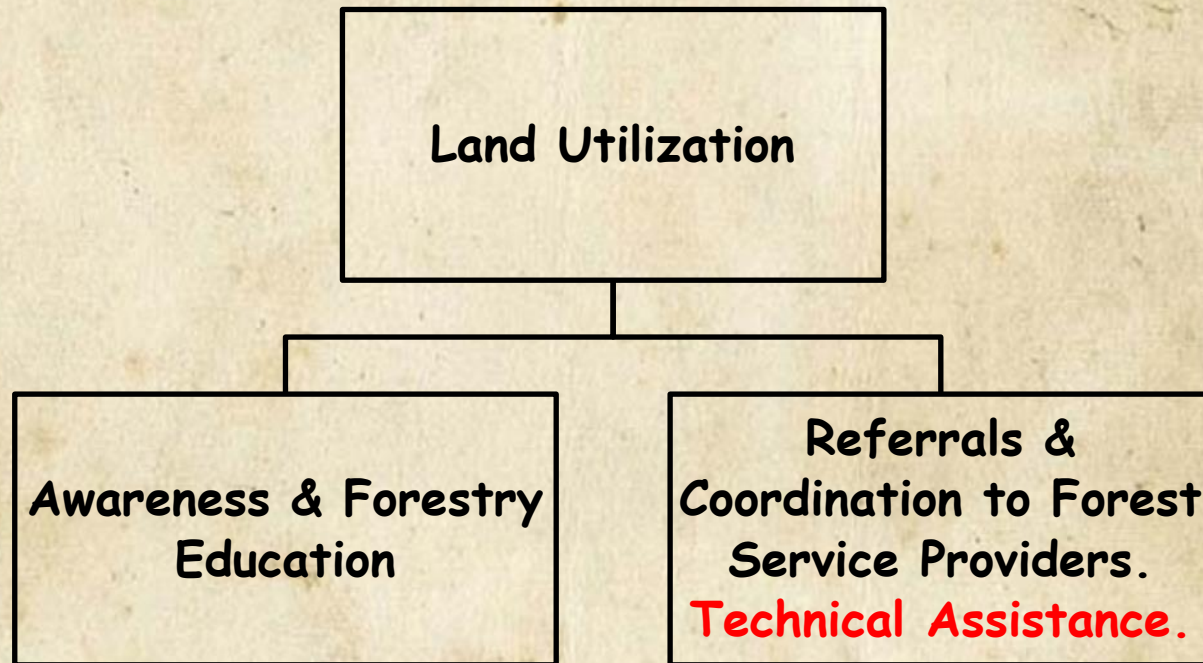 Land Utilization
Awareness & Forestry
Education
Referrals &
Coordination to Forest
Service Providers.
Technical Assistance.